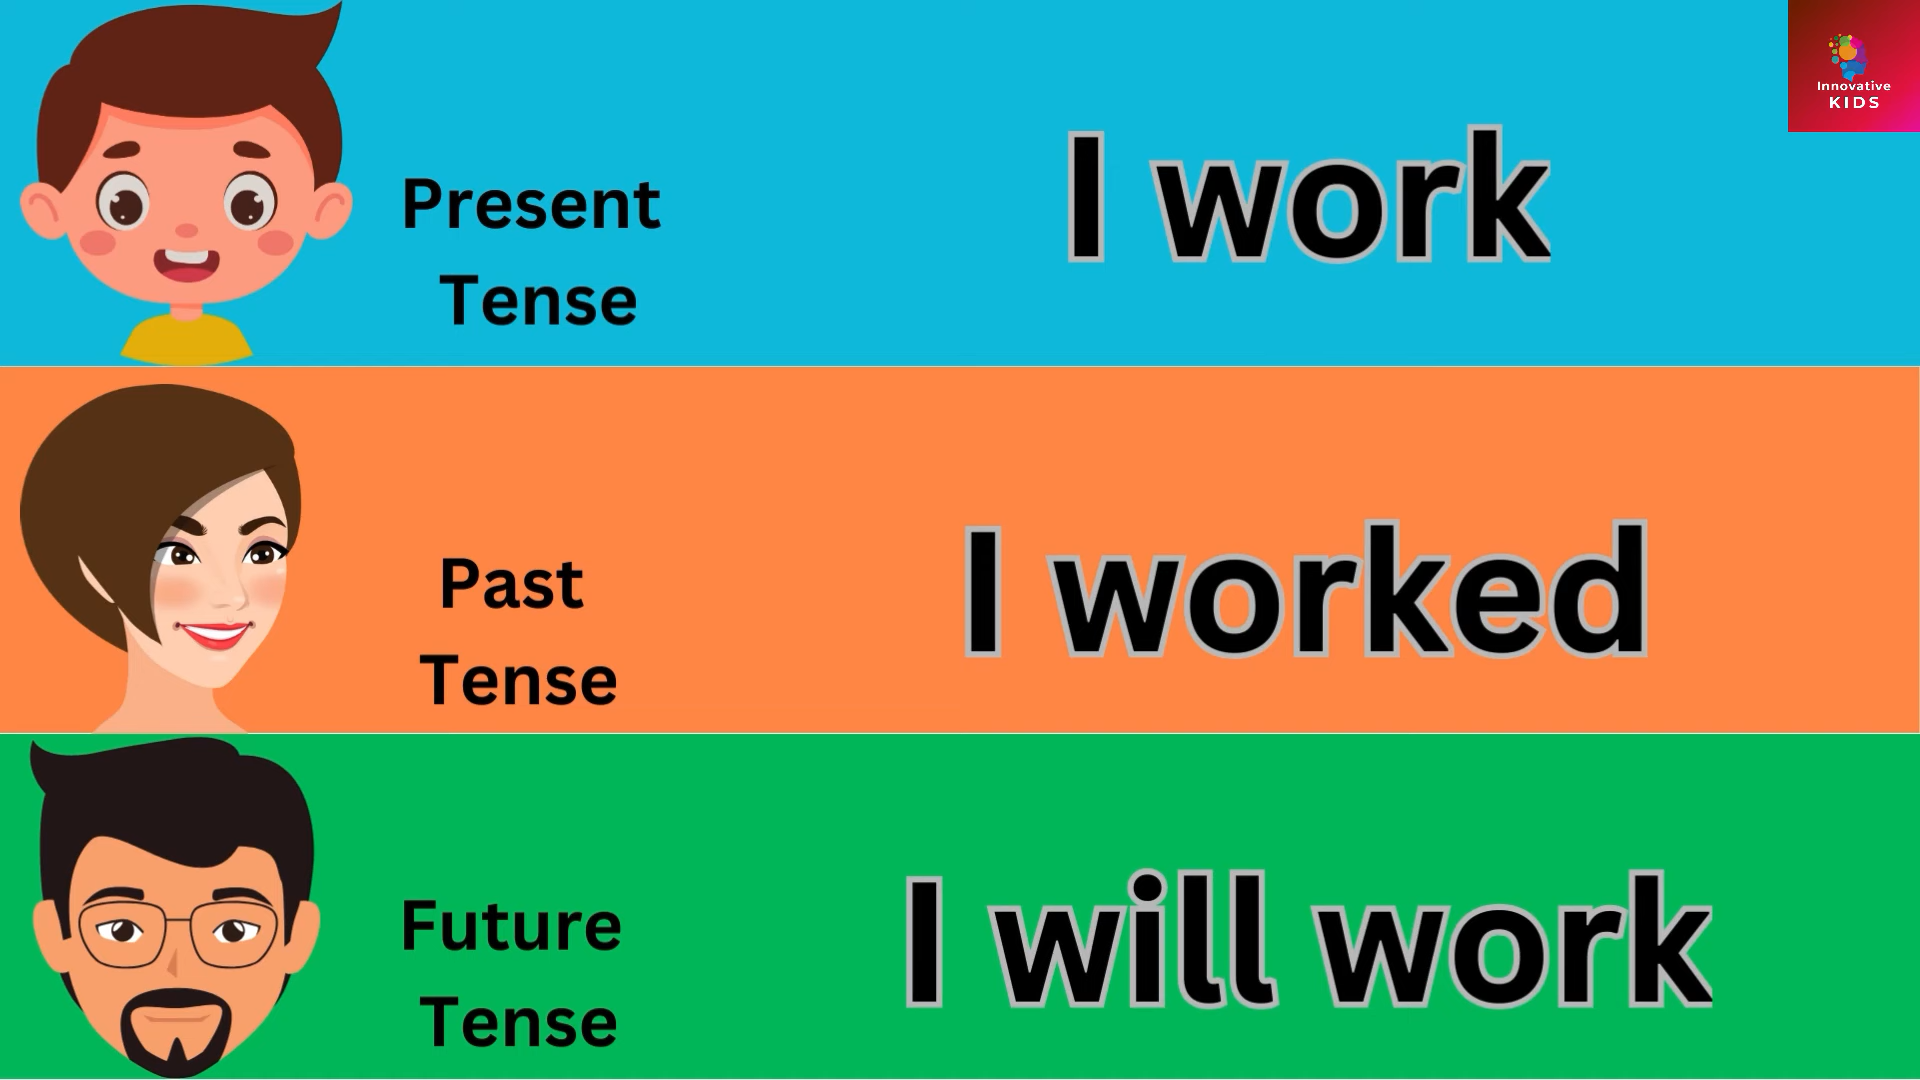 Innovative
KIDS
Present
Tense
I work
Past
Tense
I worked
Future
Tense
I will work